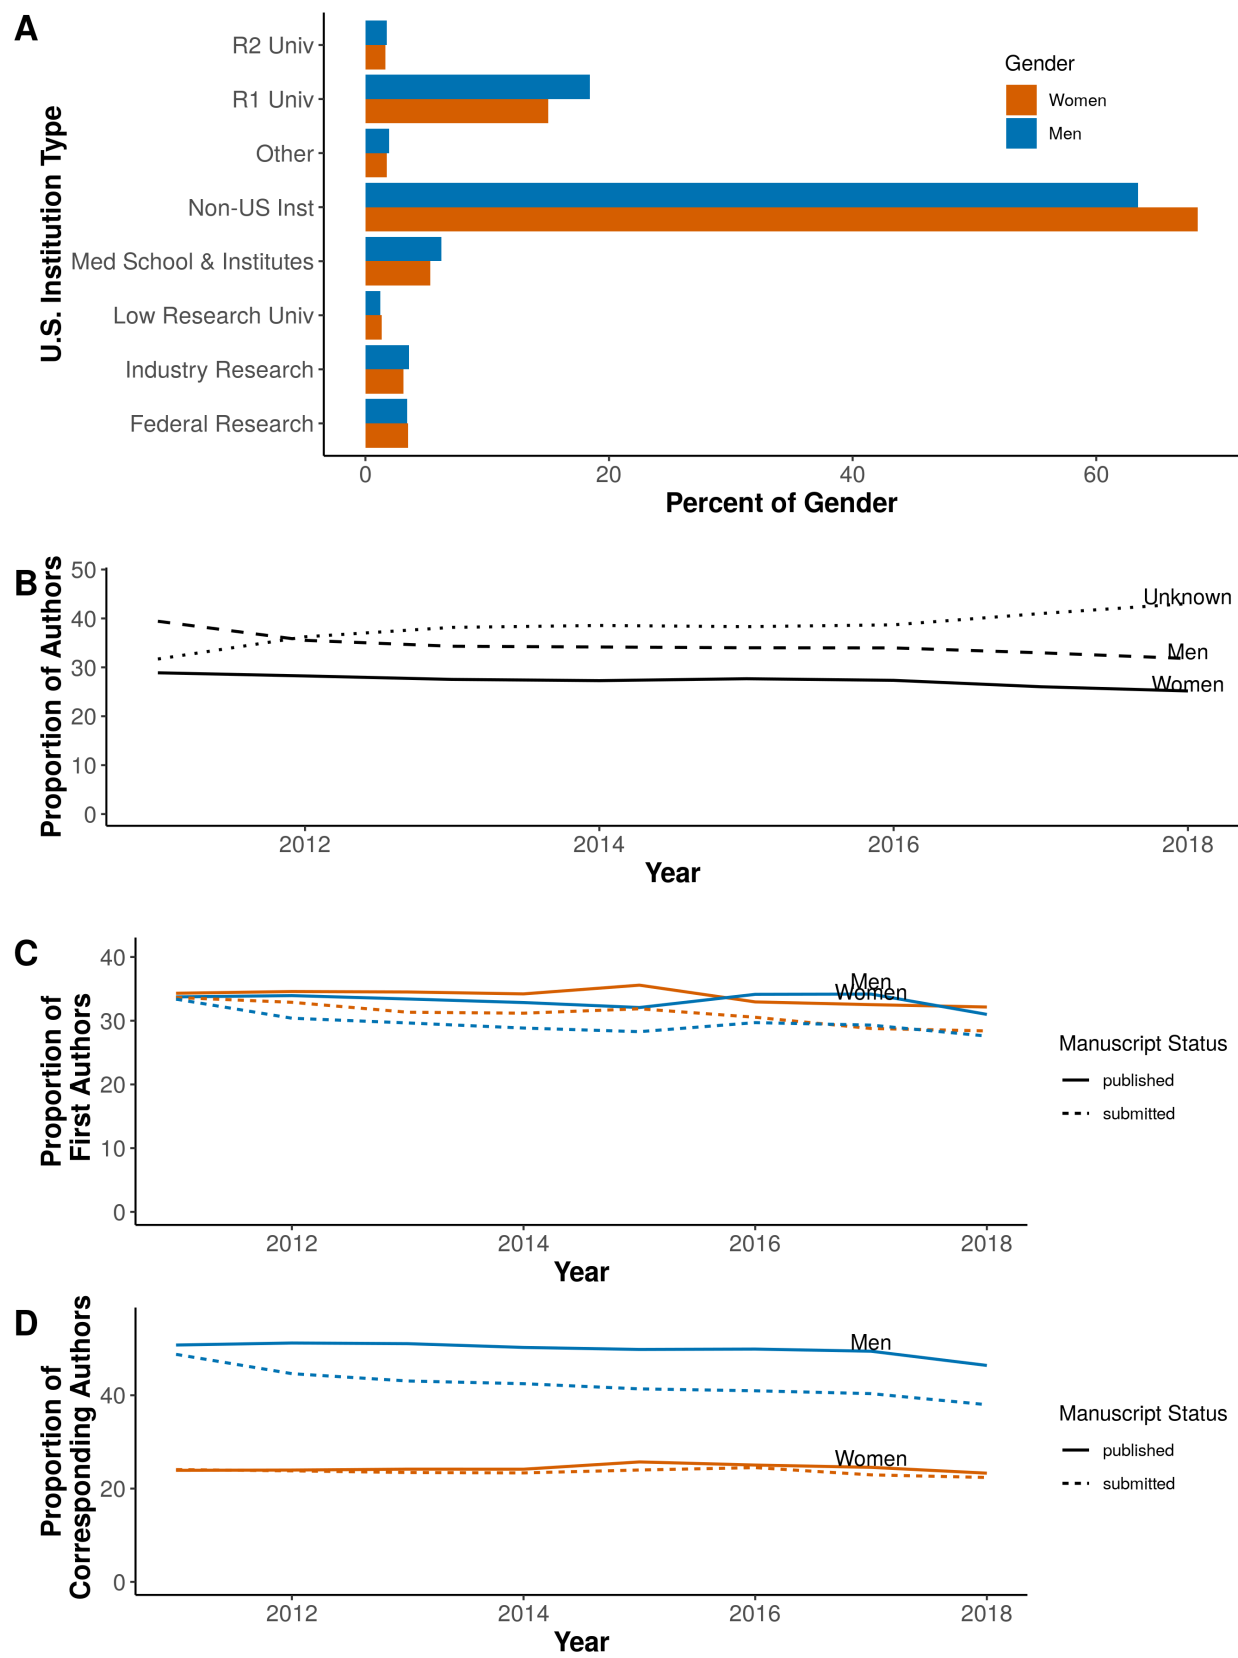 A
U.S. Institution Type
R2 Univ
R1 Univ
Other
Non-US Inst
Med School & Institutes
Low Research Univ
Industry Research
Federal Research
Gender
Women
Men
0 20 40 60
Percent of Gender
B
Proportion of Authors
50
40
30
20
10
0
Unknown
Men
Women
2012 2014 2016 2018
Year
C
Proportion of
First Authors
40
30
20
10
0
Men
Women
Manuscript Status
published
submitted
2012 2014 2016 2018
Year
D
Proportion of
Corresponding Authors
40
20
0
Men
Women
Manuscript Status
published
submitted
2012 2014 2016 2018
Year